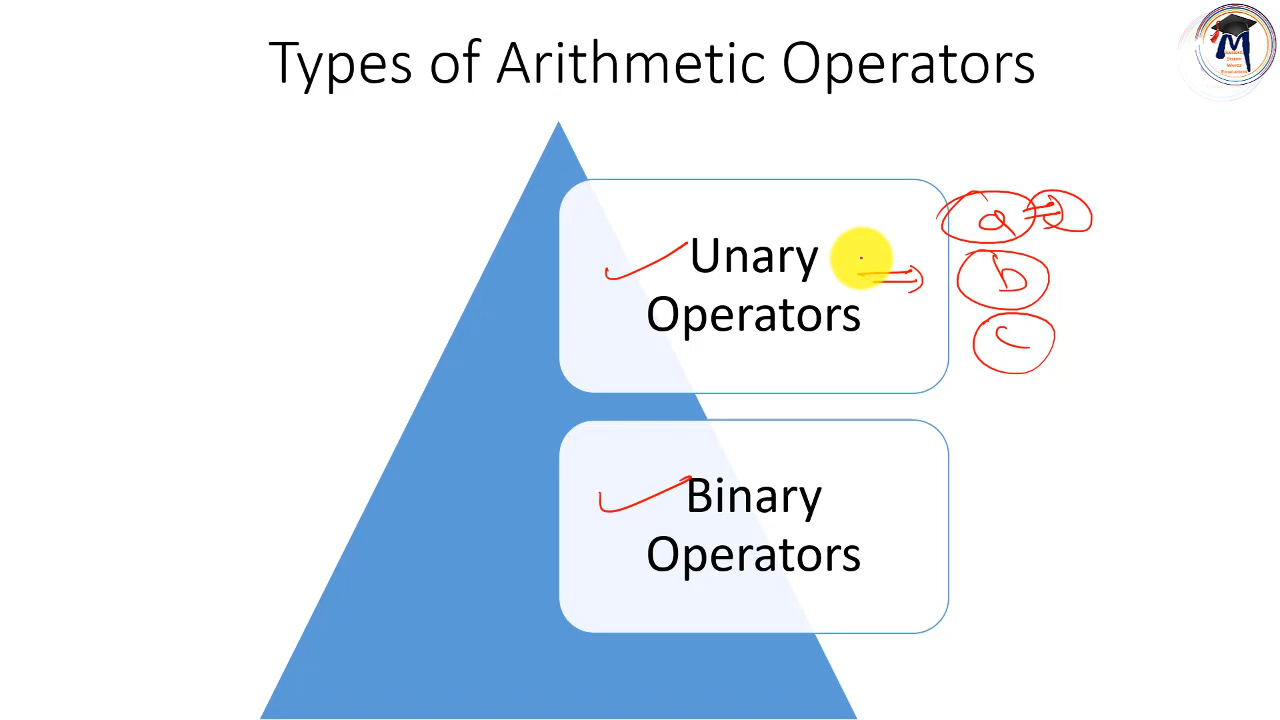 Types of Arithmetic Operators
Unary
Operators
a
b
c
Binary
Operators
M